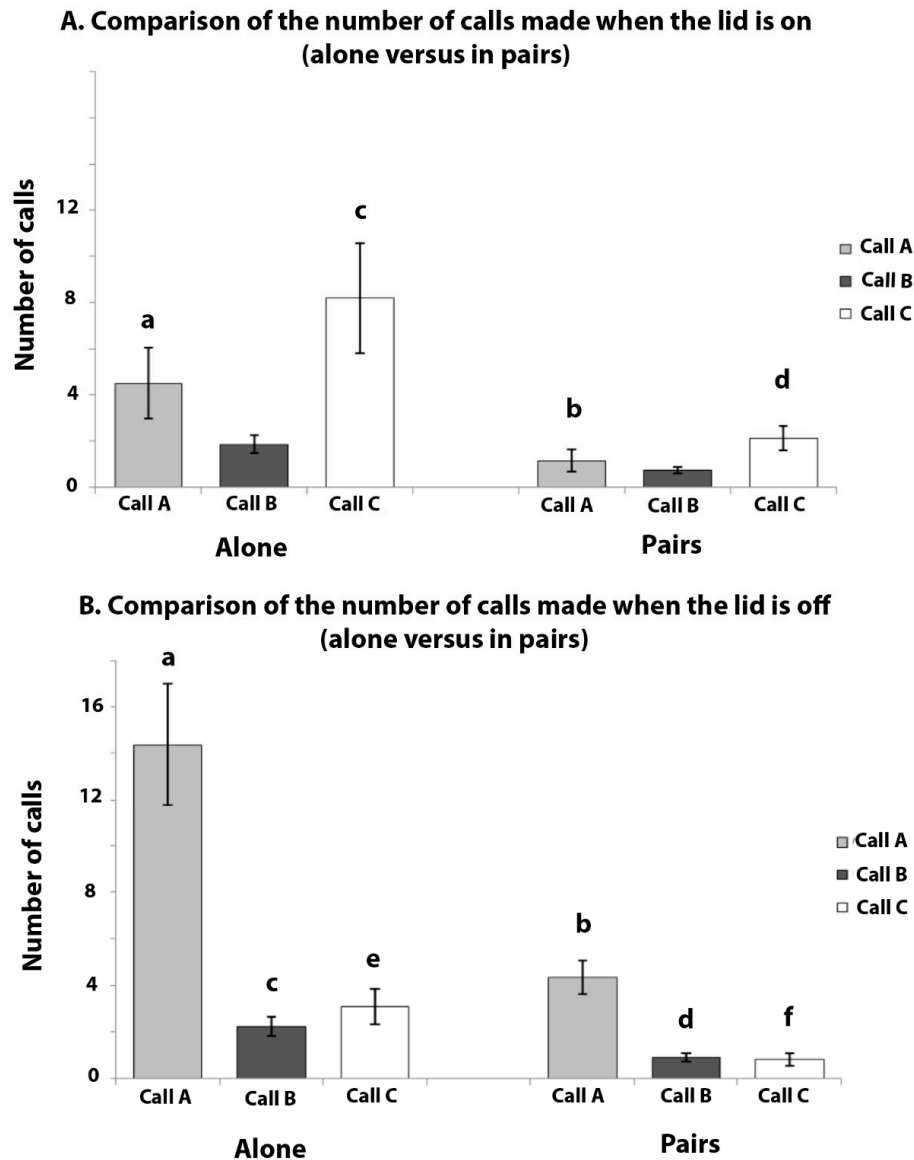 A. Comparison of the number of calls made when the lid is on
(alone versus in pairs)
Number of calls
12
8
4
0
a
c
b
d
Call A
Call B
Call C
Call A
Call B
Call C
Call A
Call B
Call C
Alone
Pairs
B. Comparison of the number of calls made when the lid is off
(alone versus in pairs)
Number of calls
16
12
8
4
0
a
c
e
b
d
f
Call A
Call B
Call C
Call A
Call B
Call C
Call A
Call B
Call C
Alone
Pairs